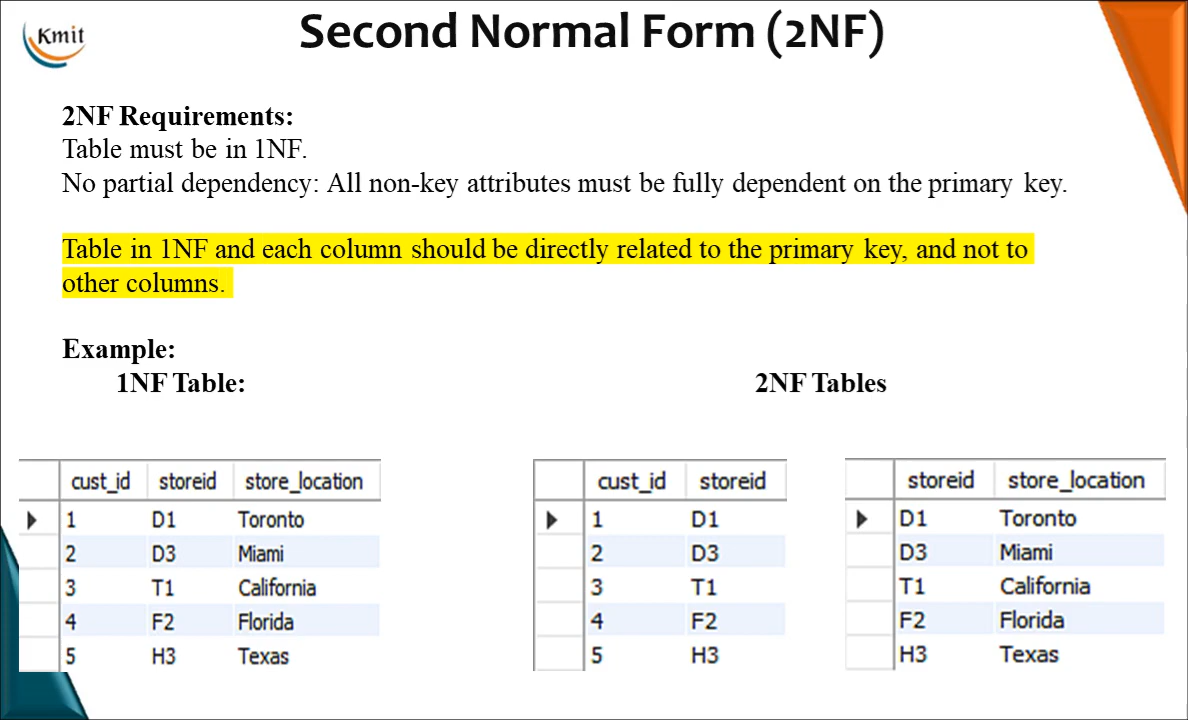 Kmit
Second Normal Form (2NF)
2NF Requirements:
Table must be in 1NF.
No partial dependency: All non-key attributes must be fully dependent on the primary key.
Table in 1NF and each column should be directly related to the primary key, and not to
other columns.
Example:
1NF Table: 2NF Tables
cust_id storeid store_location cust_id storeid storeid store_location
1 D1 Toronto 1 D1 D1 Toronto
2 D3 Miami 2 D3 D3 Miami
3 T1 California 3 T1 T1 California
4 F2 Florida 4 F2 F2 Florida
5 H3 Texas 5 H3 H3 Texas